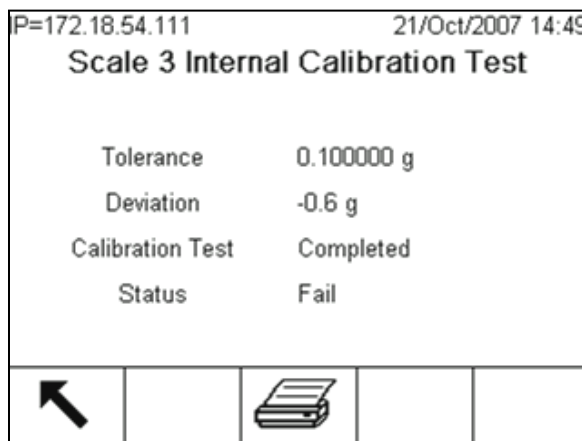 IP=172.18.54.111 21/Oct/2007 14:49
Scale 3 Internal Calibration Test
Tolerance 0.100000 g
Deviation -0.6 g
Calibration Test Completed
Status Fail